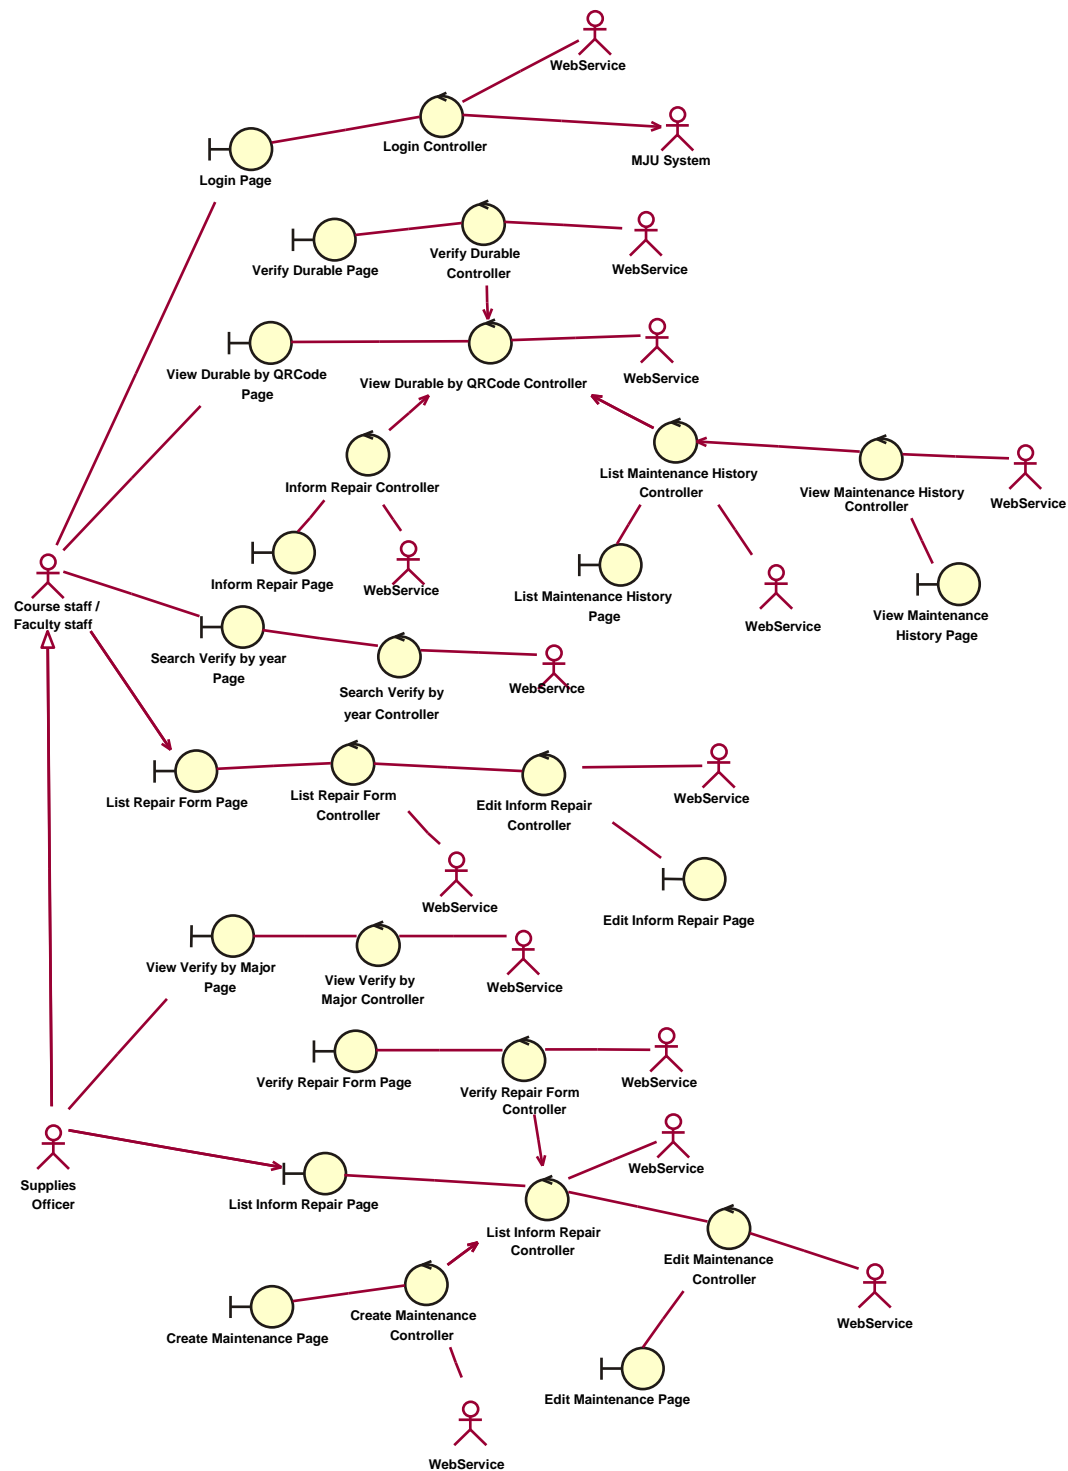 WebService
Login Controller
MJU System
Login Page
Verify Durable Page
Verify Durable
Controller
WebService
View Durable by QRCode
Page
View Durable by QRCode Controller
WebService
Inform Repair Controller
List Maintenance History
Controller
View Maintenance History
Controller
WebService
Inform Repair Page
WebService
List Maintenance History
Page
WebService
View Maintenance
History Page
Course staff /
Faculty staff
Search Verify by year
Page
Search Verify by
year Controller
WebService
List Repair Form Page
List Repair Form
Controller
Edit Inform Repair
Controller
WebService
WebService
Edit Inform Repair Page
View Verify by Major
Page
View Verify by
Major Controller
WebService
Verify Repair Form Page
Verify Repair Form
Controller
WebService
WebService
Supplies
Officer
List Inform Repair Page
List Inform Repair
Controller
Edit Maintenance
Controller
WebService
Create Maintenance Page
Create Maintenance
Controller
Edit Maintenance Page
WebService